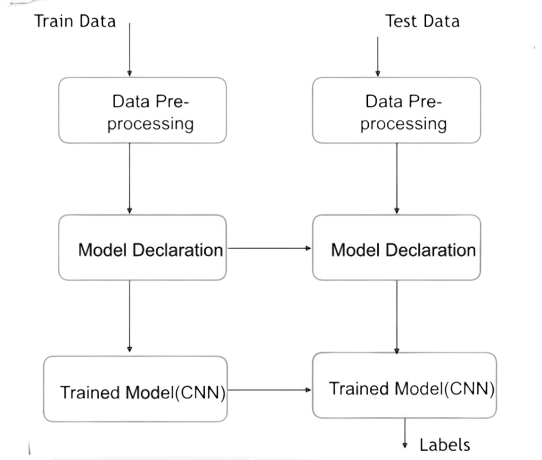 Train Data
Test Data
Data Pre-
processing
Data Pre-
processing
Model Declaration
Model Declaration
Trained Model(CNN)
Trained Model(CNN)
Labels